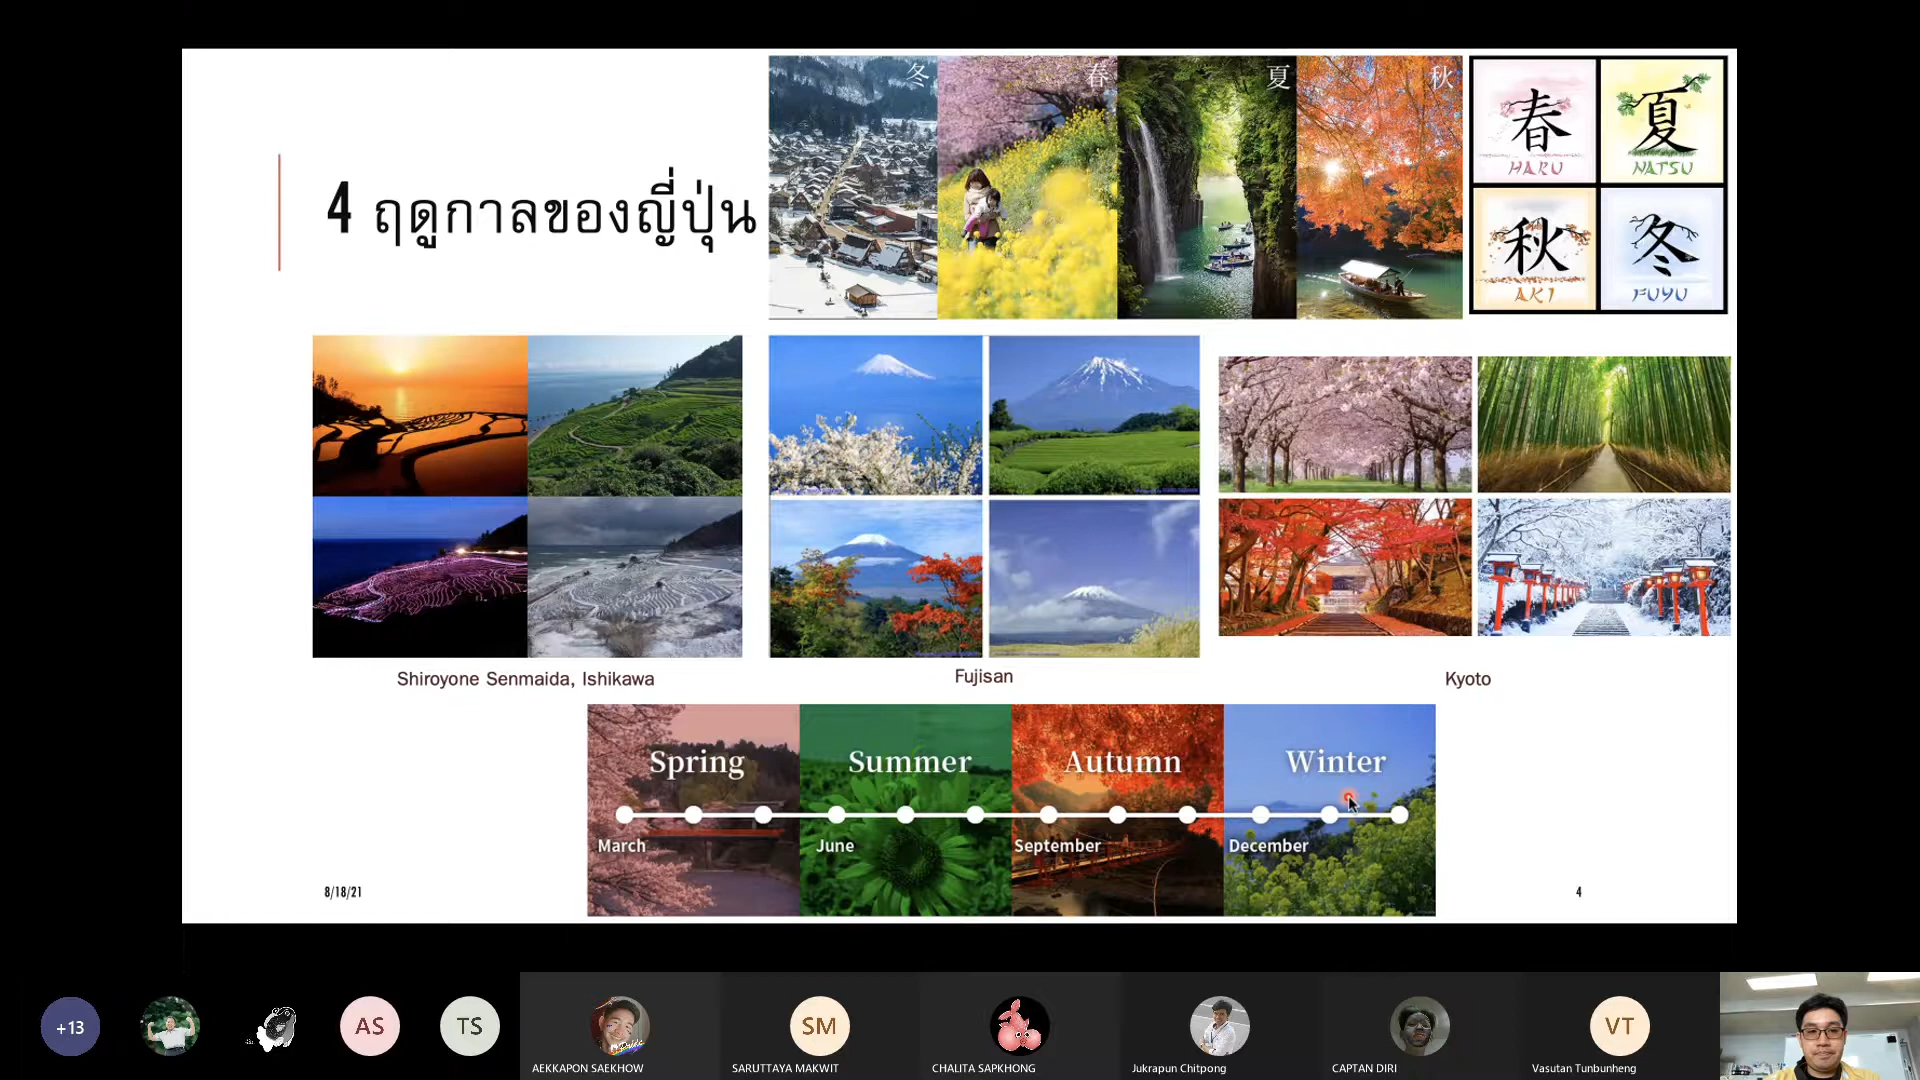 4 ฤดูกาลของญี่ปุ่น
冬
春
夏
秋
春
HARU
夏
NATSU
秋
AKI
冬
FUYU
Shiroyone Senmaida, Ishikawa
Fujisan
Kyoto
Spring
Summer
Autumn
Winter
March
June
September
December
8/18/21
4
+13
AS
TS
AEKKAPON SAEKHOW
SM
SARUTTAYA MAKWIT
CHALITA SAPKHONG
Jukrapun Chitpong
CAPTAN DIRI
VT
Vasutan Tunbunheng